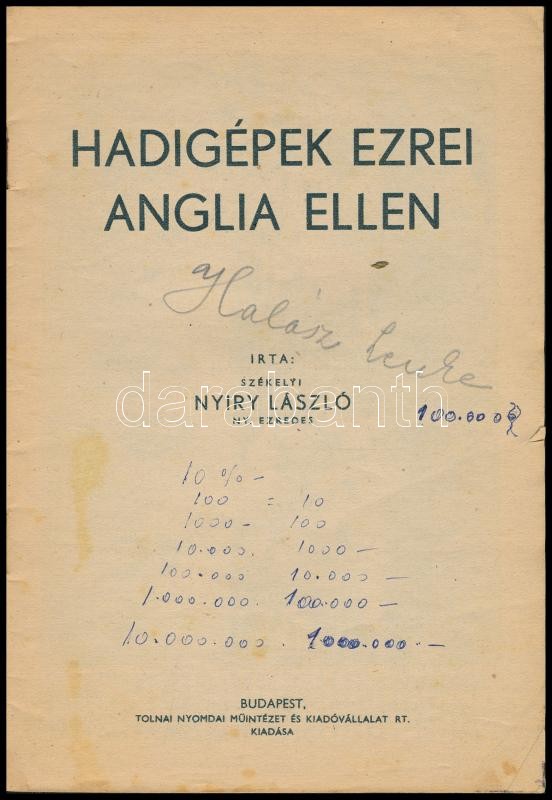 HADIGÉPEK EZREI
ANGLIA ELLEN
Halász
IRTA:
SZÉKELYI
NYIRY LÁSZLÓ
NY. EZREDES
darabanth
100.000
10 % -
100 = 10
1000 - 100
10.000. 1000 -
100.000 10.000 -
1.000.000. 100.000 -
10.000.000. 1000.000. -
BUDAPEST,
TOLNAI NYOMDAI MŰINTÉZET ÉS KIADÓVÁLLALAT RT.
KIADÁSA